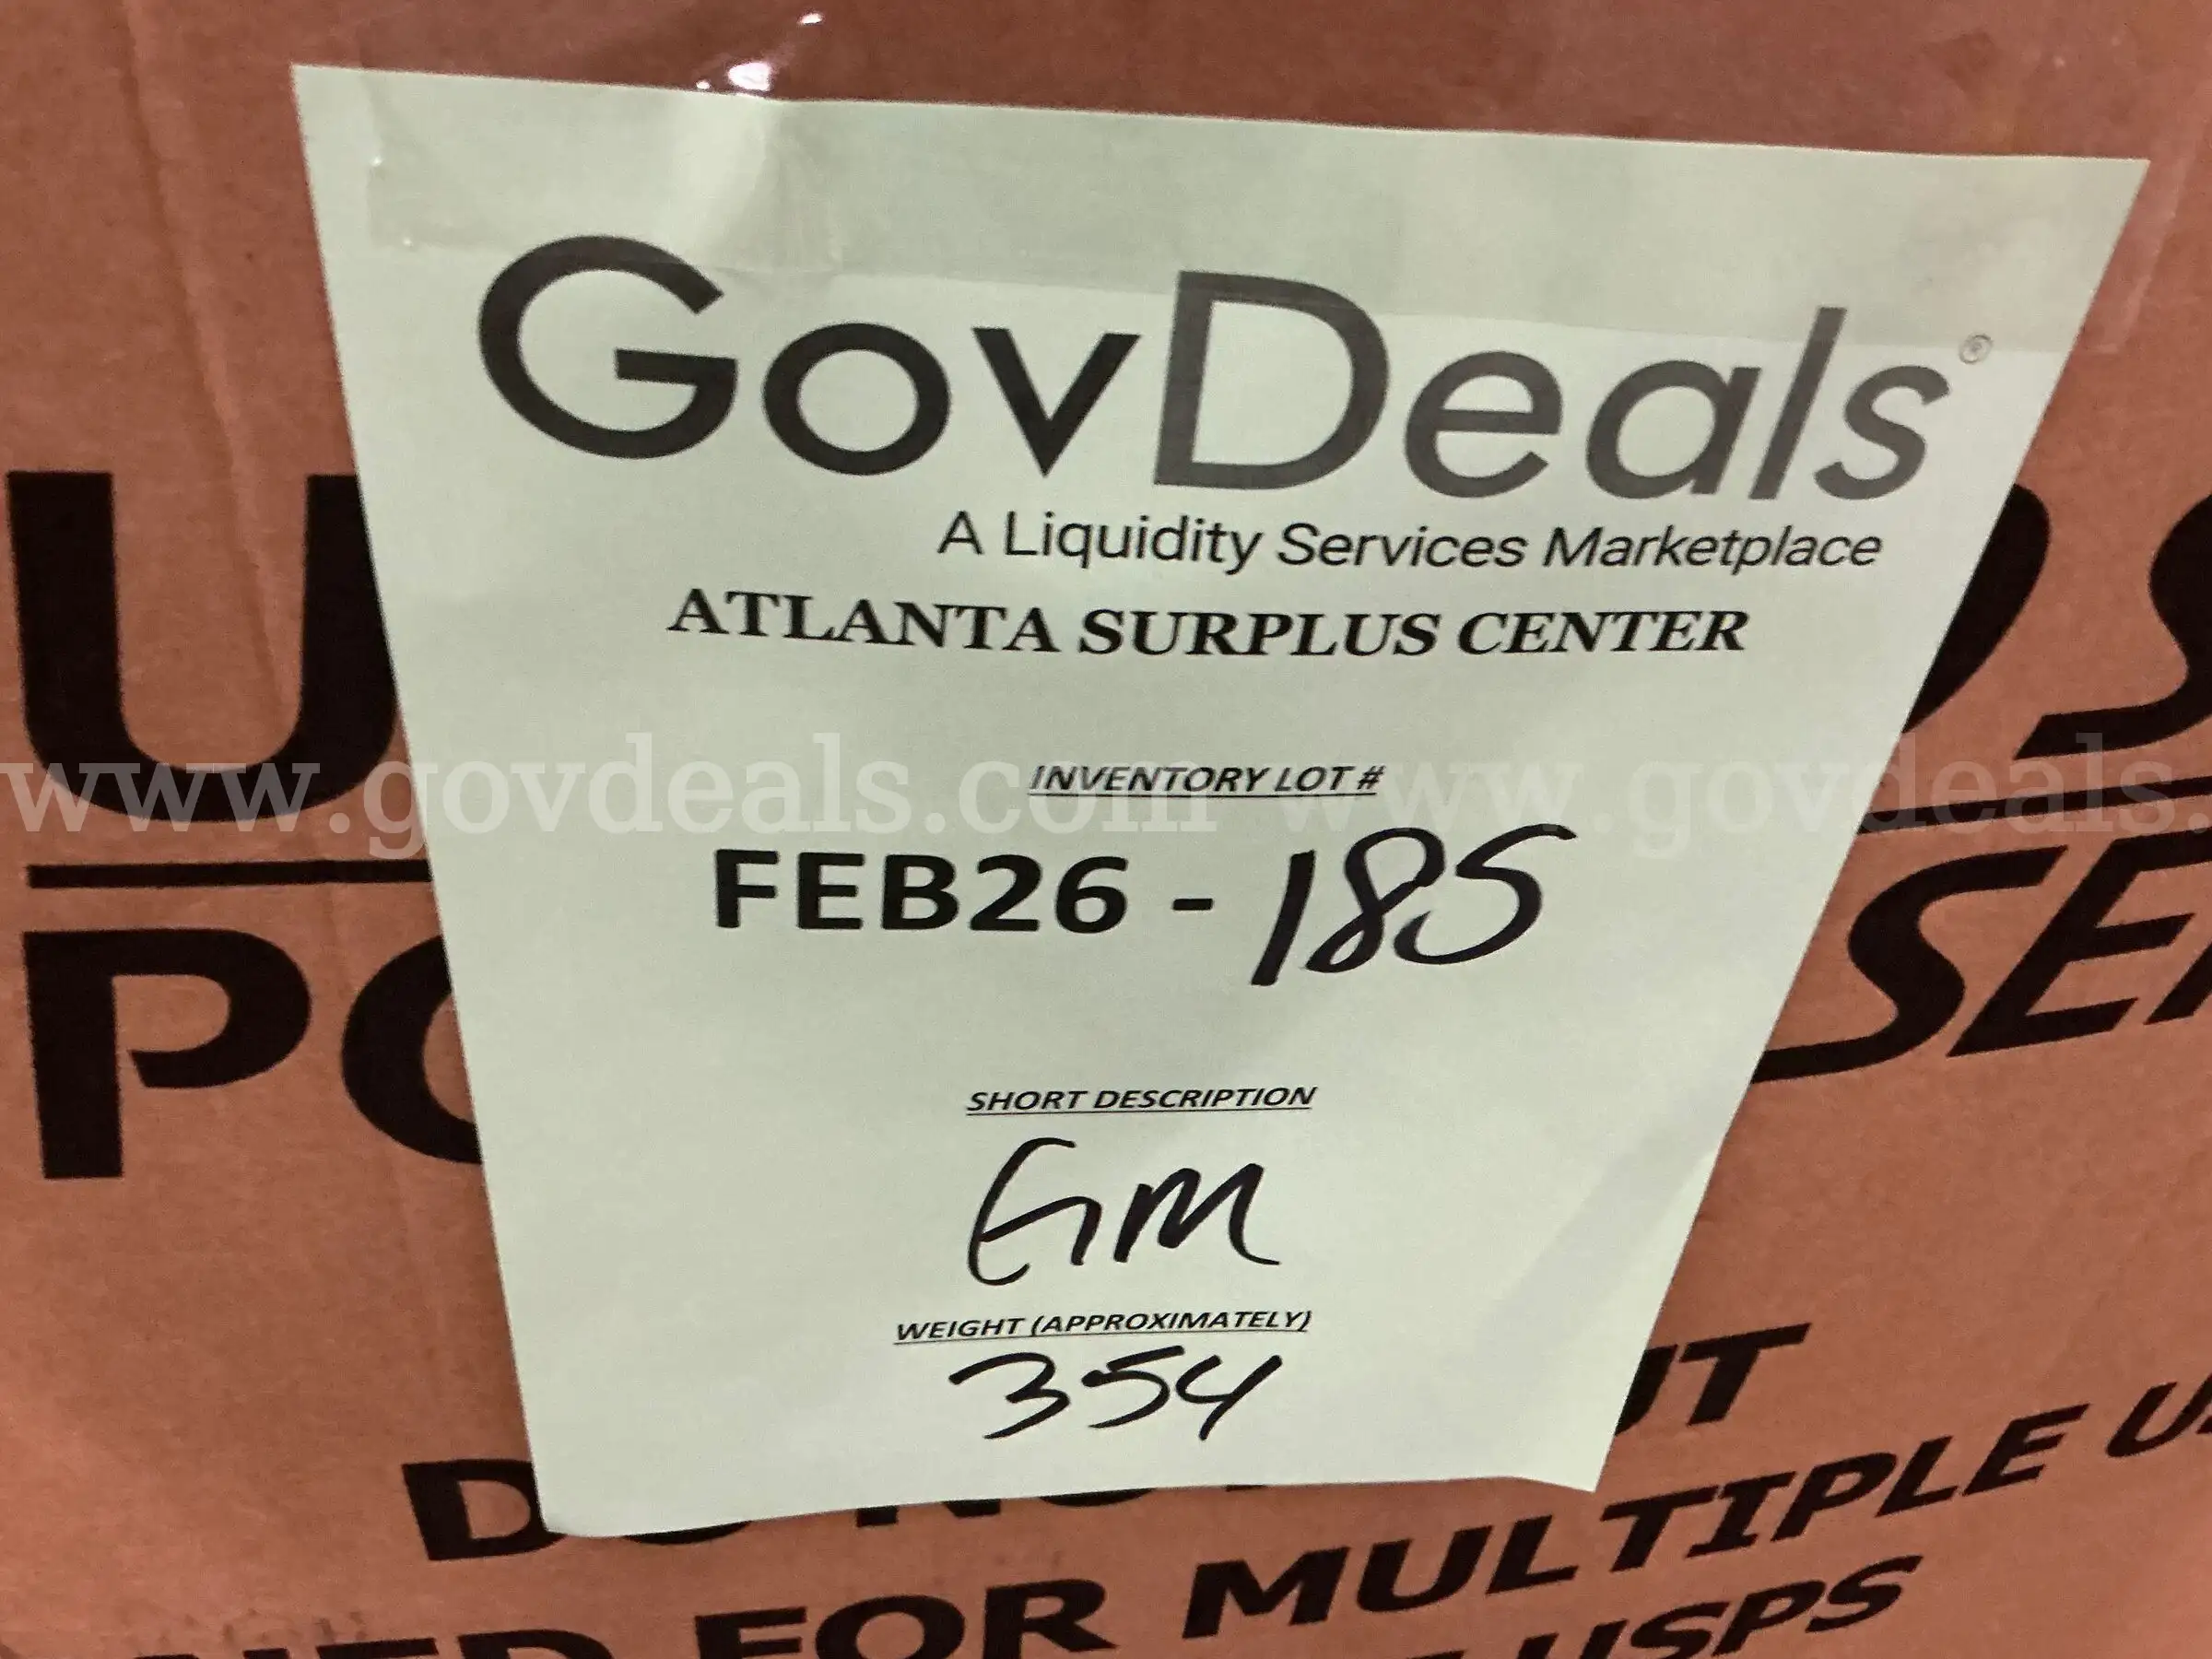 GovDeals®
A Liquidity Services Marketplace
ATLANTA SURPLUS CENTER
INVENTORY LOT #
FEB26 - 185
SHORT DESCRIPTION
GM
WEIGHT (APPROXIMATELY)
354
www.govdeals.com www.govdeals.
FOR MULTIPLE
USPS